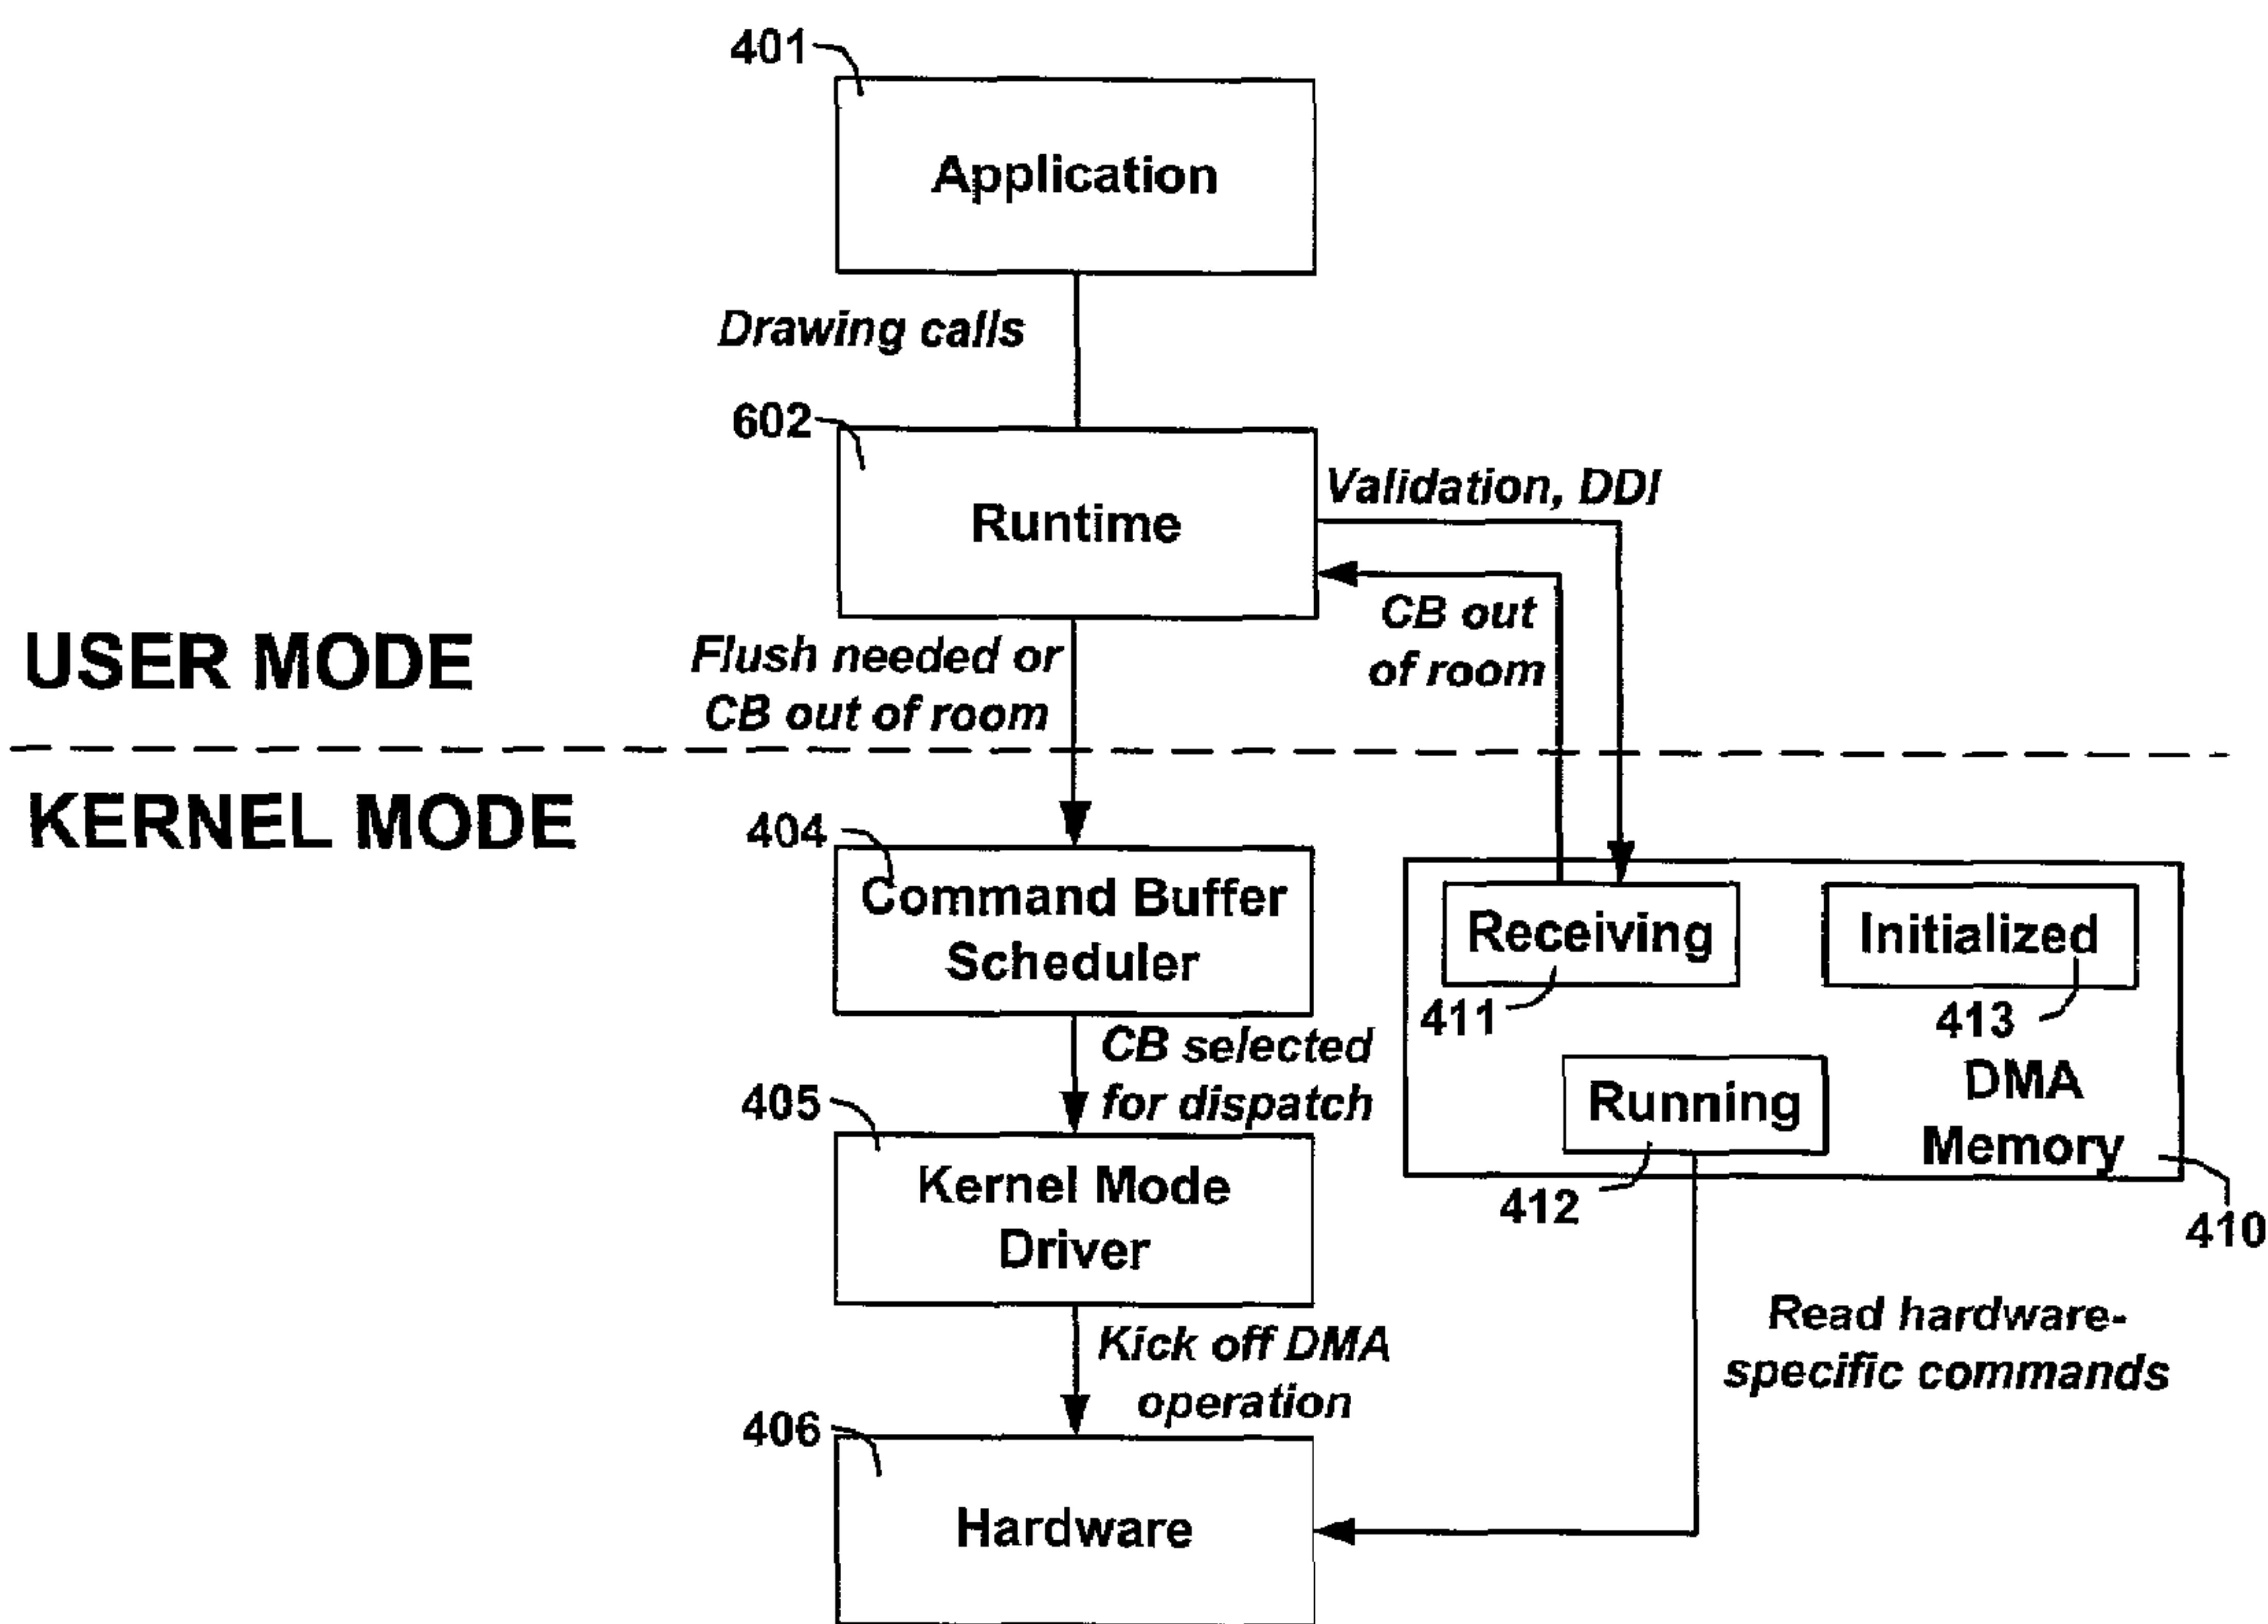 401
Application
Drawing calls
602
Runtime
Validation, DDI
CB out
of room
USER MODE
Flush needed or
CB out of room
KERNEL MODE
404
Command Buffer
Scheduler
Receiving
Initialized
411
413
CB selected
for dispatch
DMA
Memory
Running
405
412
410
Kernel Mode
Driver
Read hardware-
specific commands
Kick off DMA
operation
406
Hardware